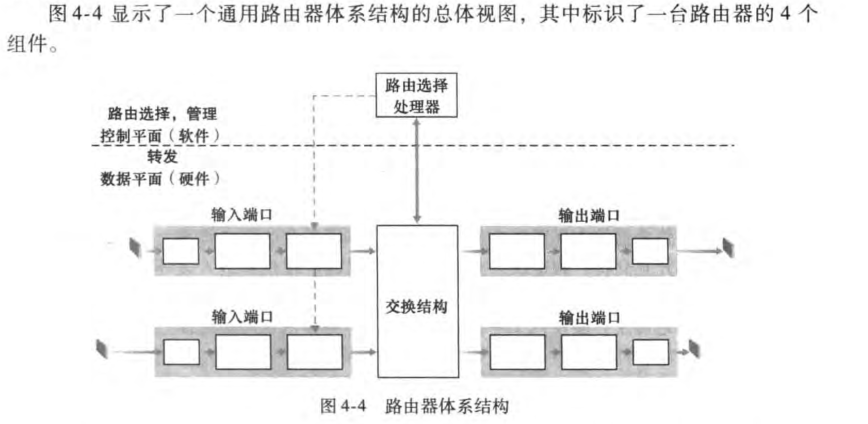 图 4-4 显示了一个通用路由器体系结构的总体视图，其中标识了一台路由器的 4 个
组件。
路由选择
处理器
路由选择，管理
控制平面（软件）
转发
数据平面（硬件）
输入端口
输出端口
交换结构
输入端口
输出端口
图 4-4 路由器体系结构